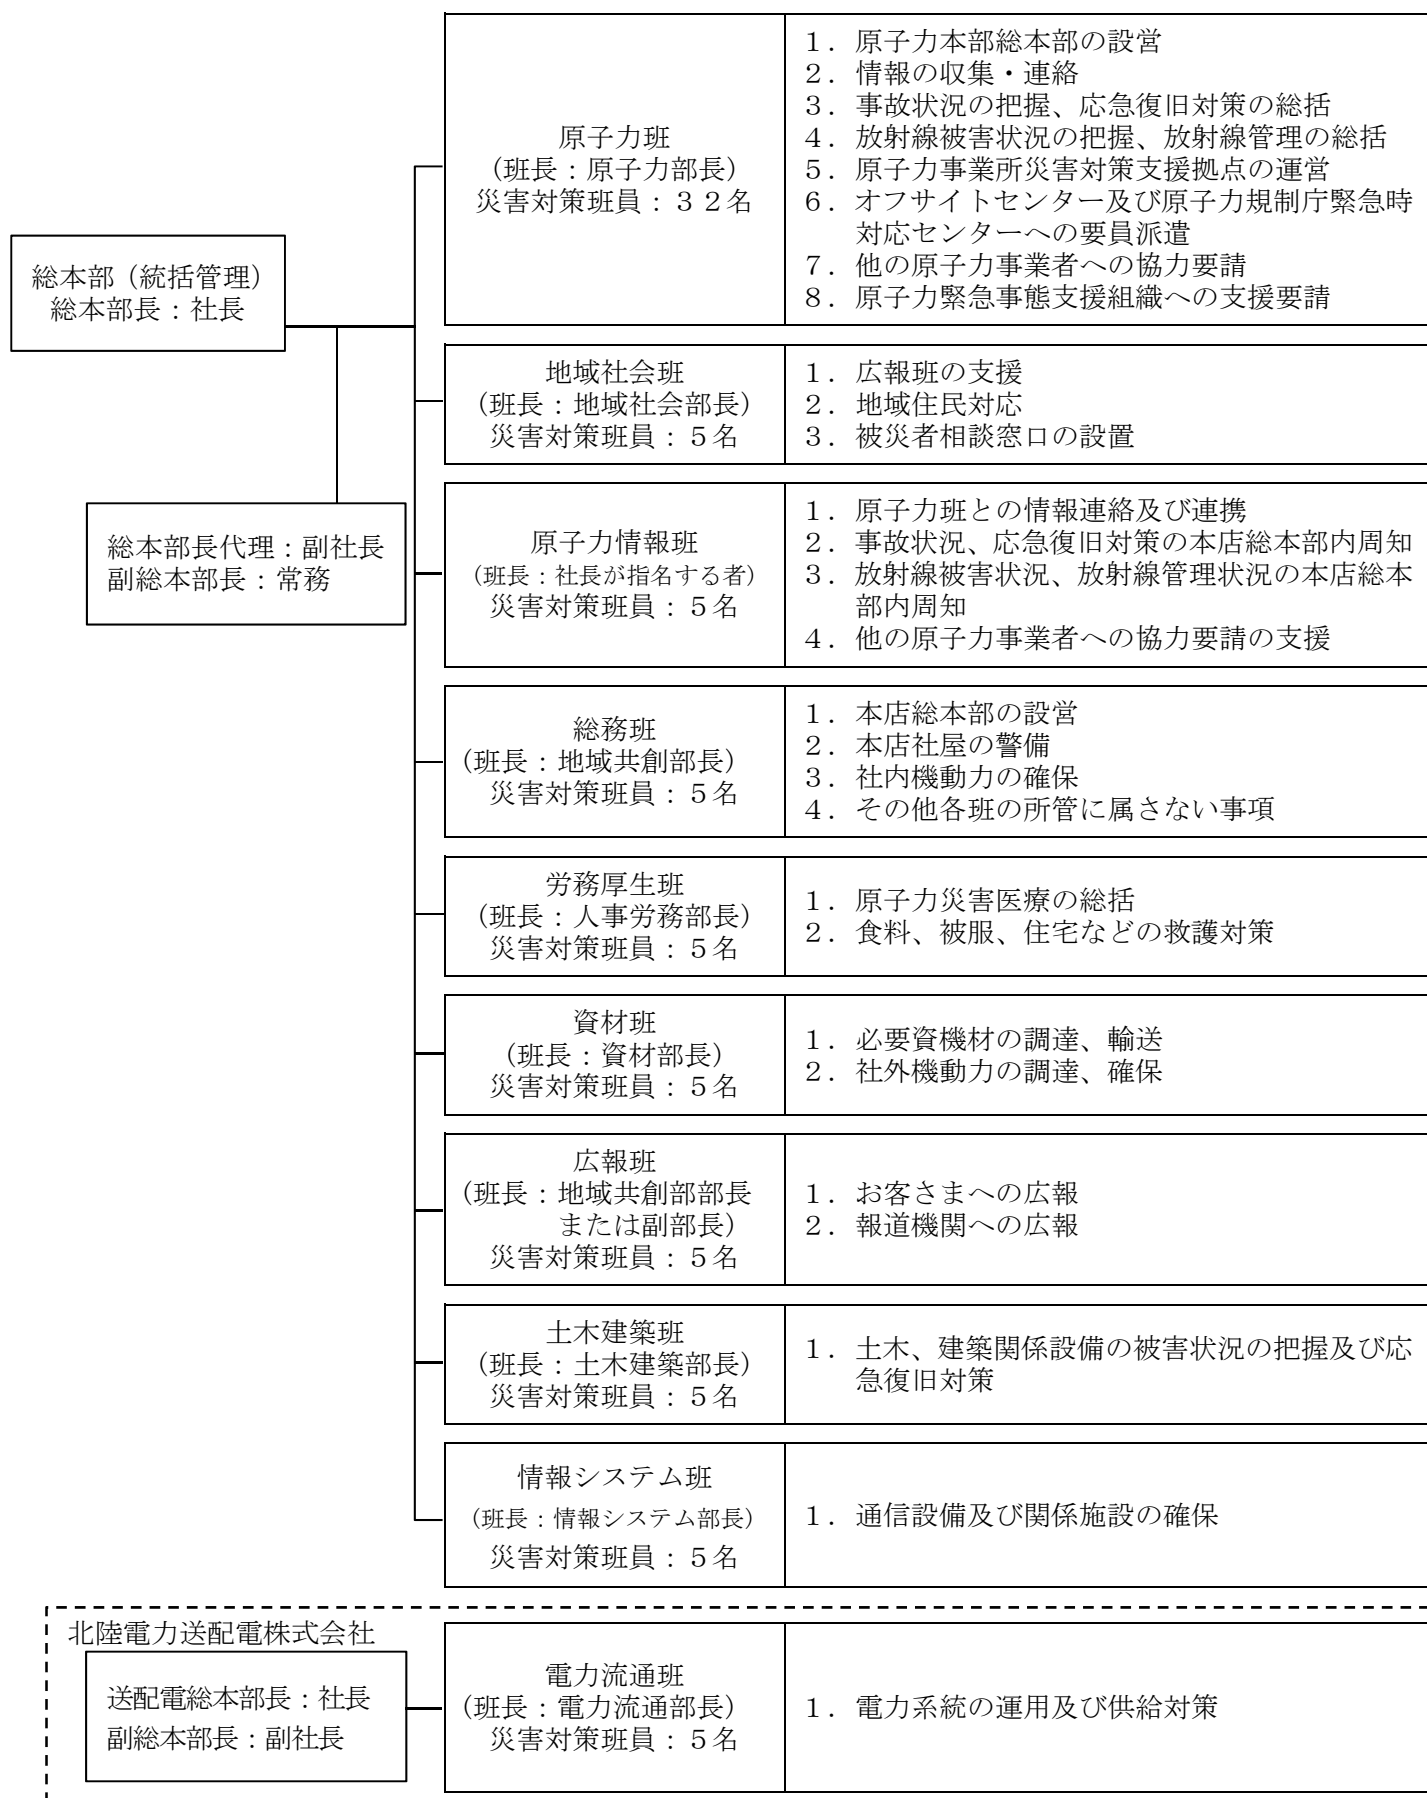 総本部（統括管理）
総本部長：社長
総本部長代理：副社長
副総本部長：常務
原子力班
（班長：原子力部長）
災害対策班員：３２名
１．原子力本部総本部の設営
２．情報の収集・連絡
３．事故状況の把握、応急復旧対策の総括
４．放射線被害状況の把握、放射線管理の総括
５．原子力事業所災害対策支援拠点の運営
６．オフサイトセンター及び原子力規制庁緊急時
対応センターへの要員派遣
７．他の原子力事業者への協力要請
８．原子力緊急事態支援組織への支援要請
地域社会班
（班長：地域社会部長）
災害対策班員：５名
１．広報班の支援
２．地域住民対応
３．被災者相談窓口の設置
原子力情報班
（班長：社長が指名する者）
災害対策班員：５名
１．原子力班との情報連絡及び連携
２．事故状況、応急復旧対策の本店総本部内周知
３．放射線被害状況、放射線管理状況の本店総本
部内周知
４．他の原子力事業者への協力要請の支援
総務班
（班長：地域共創部長）
災害対策班員：５名
１．本店総本部の設営
２．本店社屋の警備
３．社内機動力の確保
４．その他各班の所管に属さない事項
労務厚生班
（班長：人事労務部長）
災害対策班員：５名
１．原子力災害医療の総括
２．食料、被服、住宅などの救護対策
資材班
（班長：資材部長）
災害対策班員：５名
１．必要資機材の調達、輸送
２．社外機動力の調達、確保
広報班
（班長：地域共創部部長
または副部長）
災害対策班員：５名
１．お客さまへの広報
２．報道機関への広報
土木建築班
（班長：土木建築部長）
災害対策班員：５名
１．土木、建築関係設備の被害状況の把握及び応
急復旧対策
情報システム班
（班長：情報システム部長）
災害対策班員：５名
１．通信設備及び関係施設の確保
北陸電力送配電株式会社
送配電総本部長：社長
副総本部長：副社長
電力流通班
（班長：電力流通部長）
災害対策班員：５名
１．電力系統の運用及び供給対策